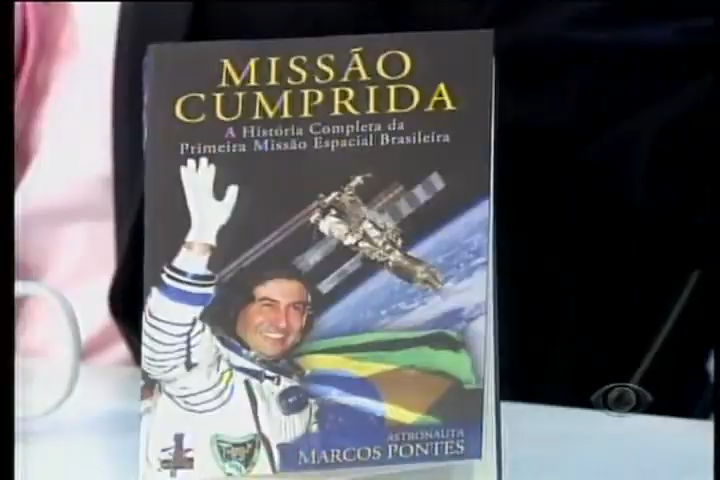 MISSÃO
CUMPRIDA
A História Completa da
Primeira Missão Espacial Brasileira
ASTRONAUTA
MARCOS PONTES